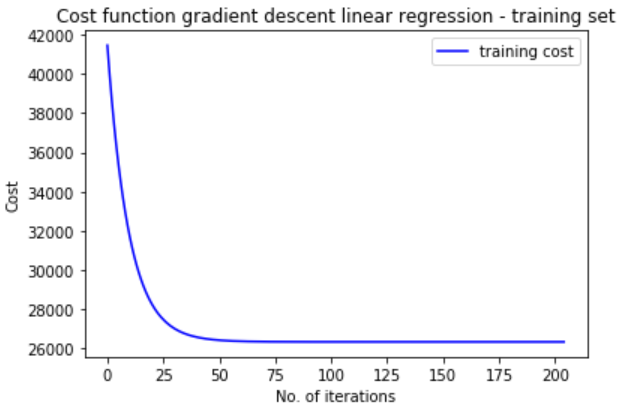 Cost function gradient descent linear regression - training set
42000
40000
38000
36000
34000
32000
30000
28000
26000
Cost
training cost
0 25 50 75 100 125 150 175 200
No. of iterations